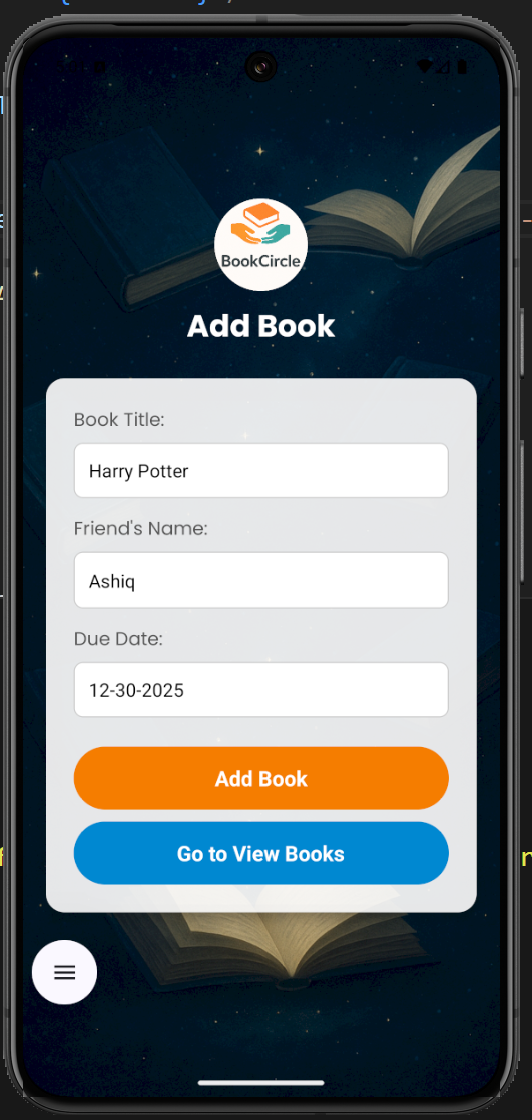 BookCircle
Add Book
Book Title:
Harry Potter
Friend's Name:
Ashiq
Due Date:
12-30-2025
Add Book
Go to View Books